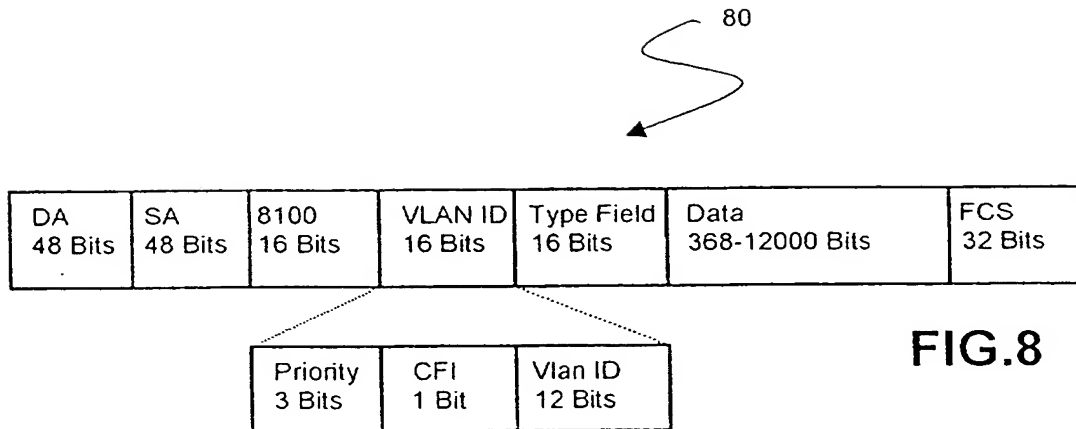 80
DA
48 Bits
SA
48 Bits
8100
16 Bits
VLAN ID
16 Bits
Type Field
16 Bits
Data
368-12000 Bits
FCS
32 Bits
Priority
3 Bits
CFI
1 Bit
Vlan ID
12 Bits
FIG.8